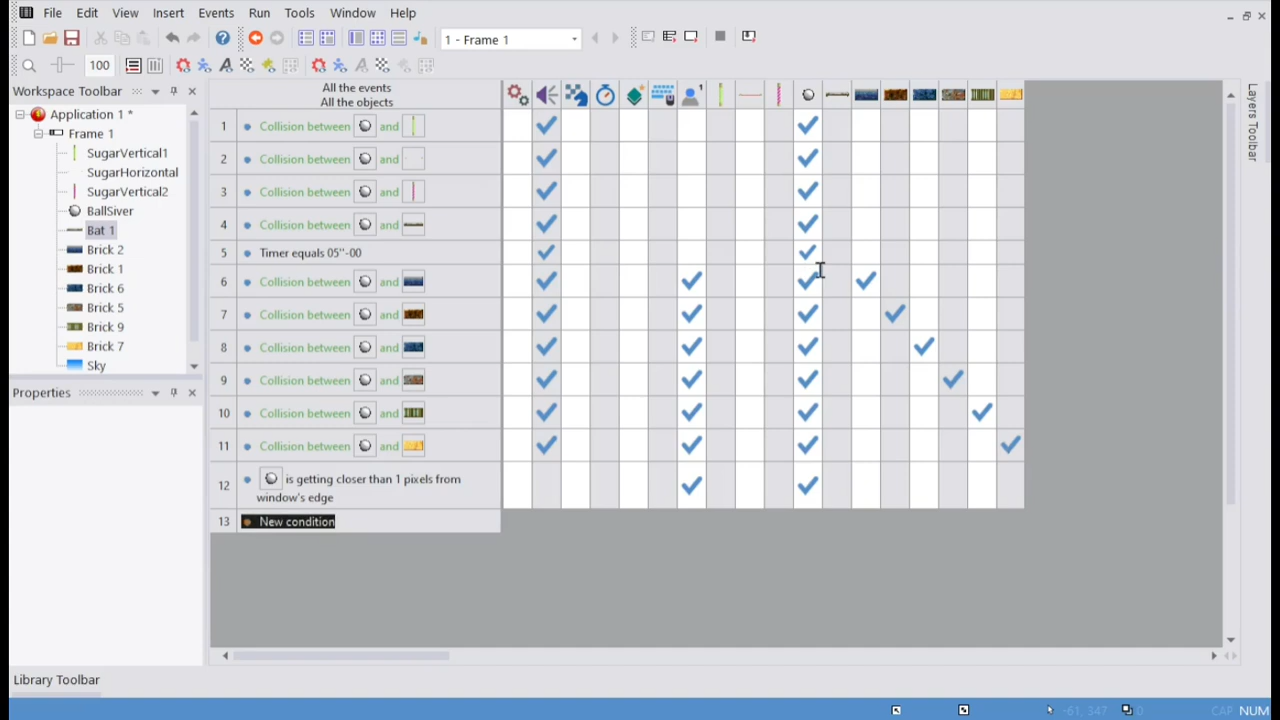 File Edit View Insert Events Run Tools Window Help
1 - Frame 1
100
Workspace Toolbar
Application 1 *
Frame 1
SugarVertical1
SugarHorizontal
SugarVertical2
BallSiver
Bat 1
Brick 2
Brick 1
Brick 6
Brick 5
Brick 9
Brick 7
Sky
Properties
All the events
All the objects
1 Collision between and
2 Collision between and
3 Collision between and
4 Collision between and
5 Timer equals 05''-00
6 Collision between and
7 Collision between and
8 Collision between and
9 Collision between and
10 Collision between and
11 Collision between and
12 is getting closer than 1 pixels from
window's edge
13 New condition
Layers Toolbar
Library Toolbar
-61, 347 0 CAP NUM